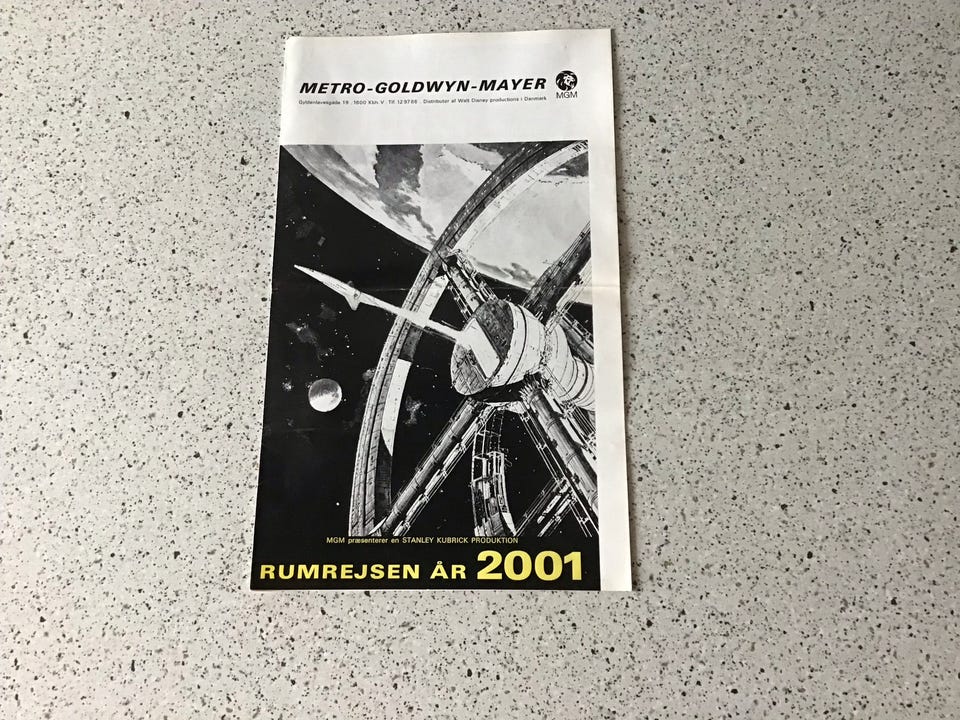 METRO-GOLDWYN-MAYER
MGM
Gyldenløvesgade 19 . 1600 Kbh. V . Tlf. 12 97 66 . Distributør af Walt Disney productions i Danmark
MGM præsenterer en STANLEY KUBRICK PRODUKTION
RUMREJSEN ÅR 2001